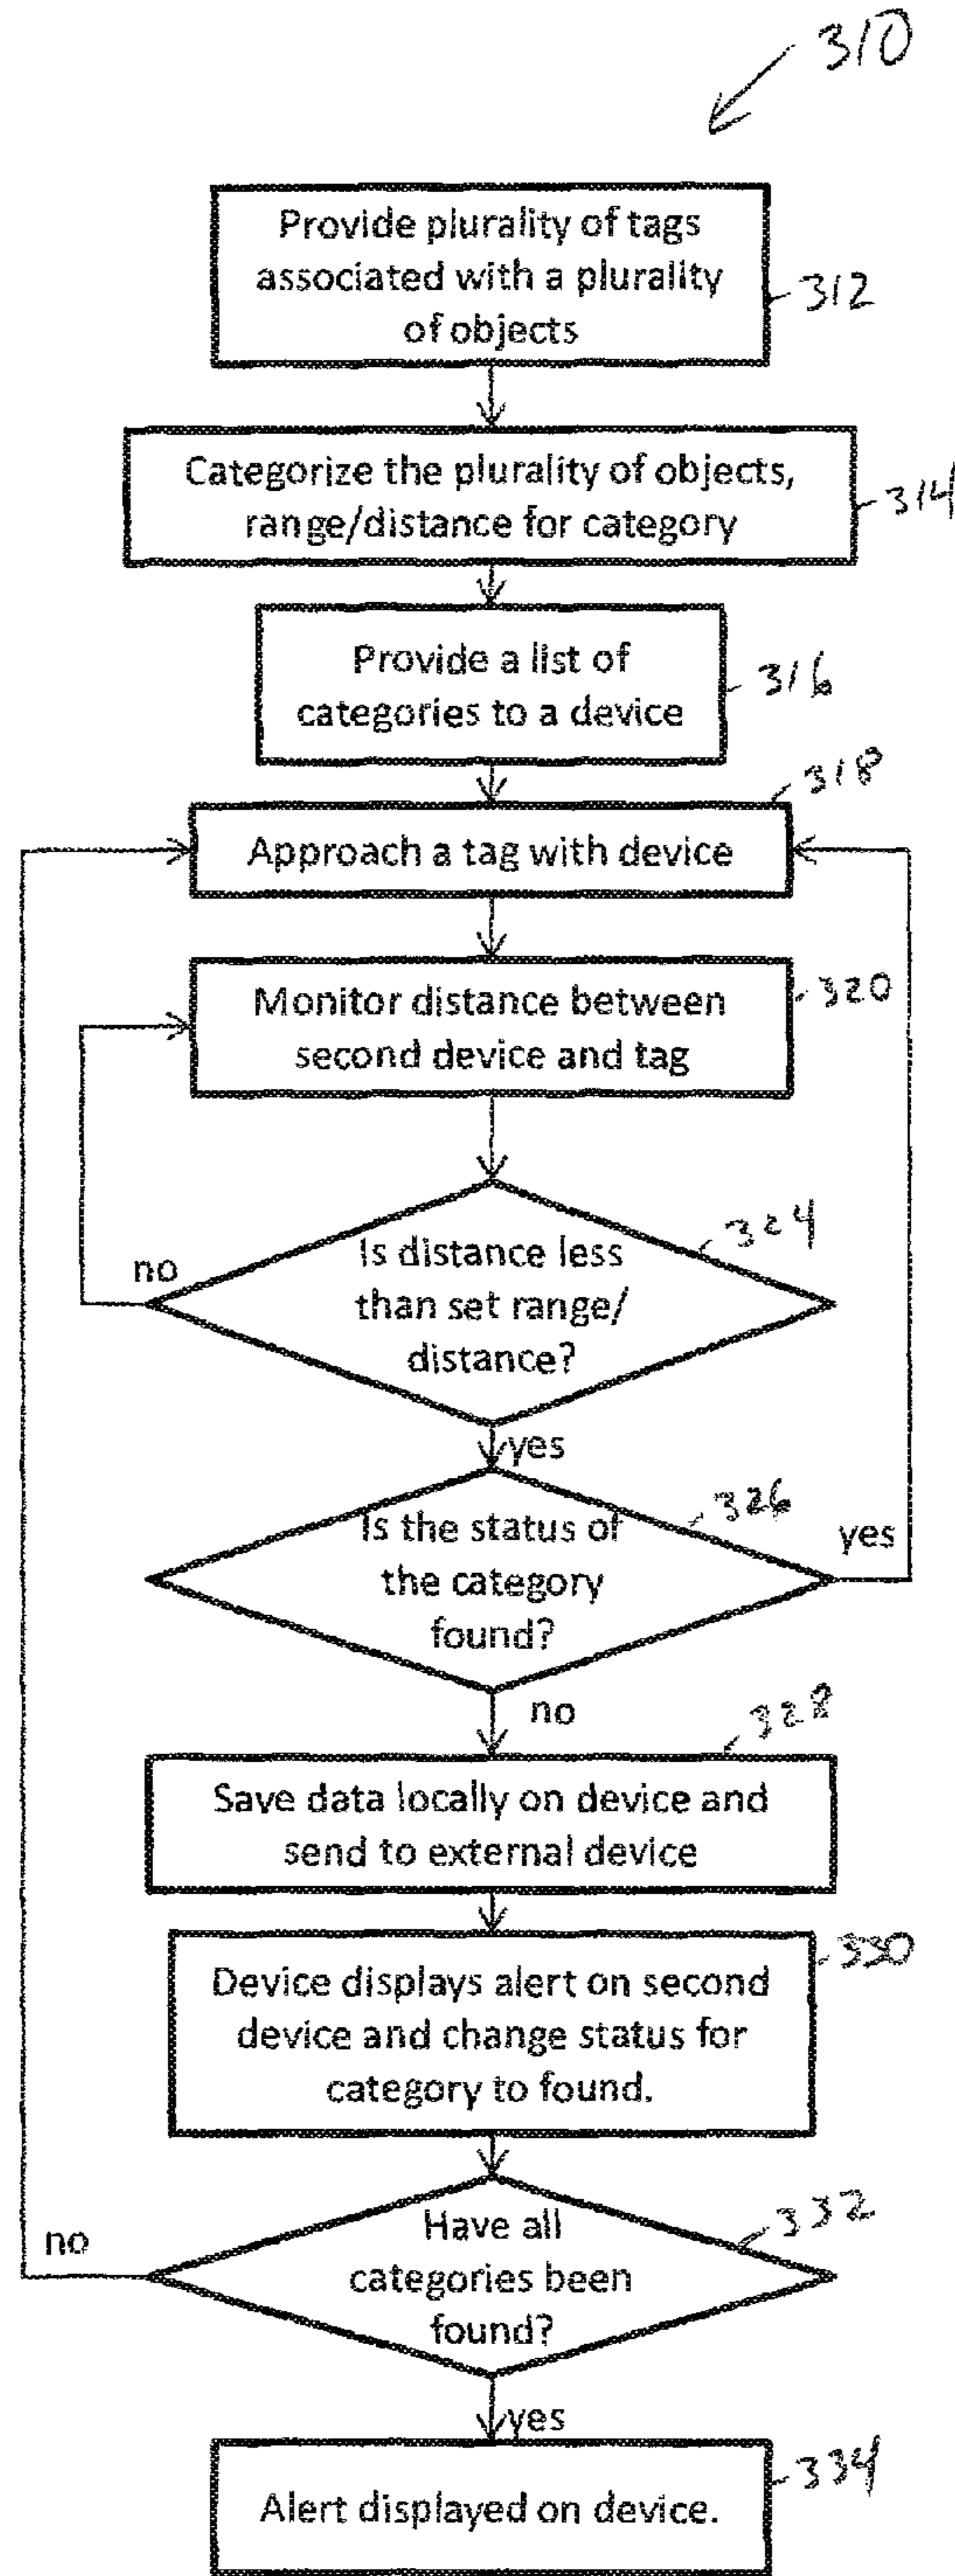 310
Provide plurality of tags
associated with a plurality
of objects
312
Categorize the plurality of objects,
range/distance for category
314
Provide a list of
categories to a device
316
318
Approach a tag with device
Monitor distance between
second device and tag
320
324
no
Is distance less
than set range/
distance?
yes
326
Is the status of
the category
found?
yes
no
328
Save data locally on device and
send to external device
330
Device displays alert on second
device and change status for
category to found.
332
no
Have all
categories been
found?
yes
334
Alert displayed on device.